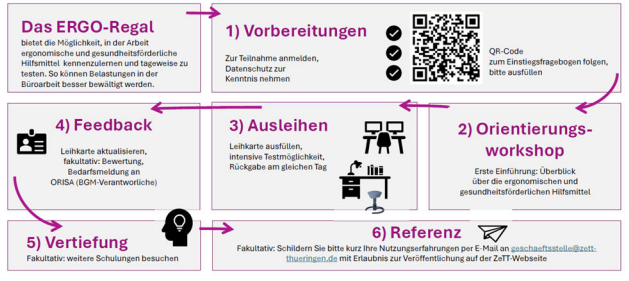 Das ERGO-Regal
bietet die Möglichkeit, in der Arbeit
ergonomische und gesundheitsförderliche
Hilfsmittel kennenzulernen und tageweise zu
testen. So können Belastungen in der
Büroarbeit besser bewältigt werden.
1) Vorbereitungen
Zur Teilnahme anmelden,
Datenschutz zur
Kenntnis nehmen
QR-Code
zum Einstiegsfragebogen folgen,
bitte ausfüllen
2) Orientierungs-
workshop
Erste Einführung: Überblick
über die ergonomischen und
gesundheitsförderlichen Hilfsmittel
3) Ausleihen
Leihkarte ausfüllen,
intensive Testmöglichkeit,
Rückgabe am gleichen Tag
4) Feedback
Leihkarte aktualisieren,
fakultativ: Bewertung,
Bedarfsmeldung an
ORISA (BGM-Verantworliche)
5) Vertiefung
Fakultativ: weitere Schulungen besuchen
6) Referenz
Fakultativ: Schildern Sie bitte kurz Ihre Nutzungserfahrungen per E-Mail an geschaeftsstelle@zett-
thueringen.de mit Erlaubnis zur Veröffentlichung auf der ZeTT-Webseite